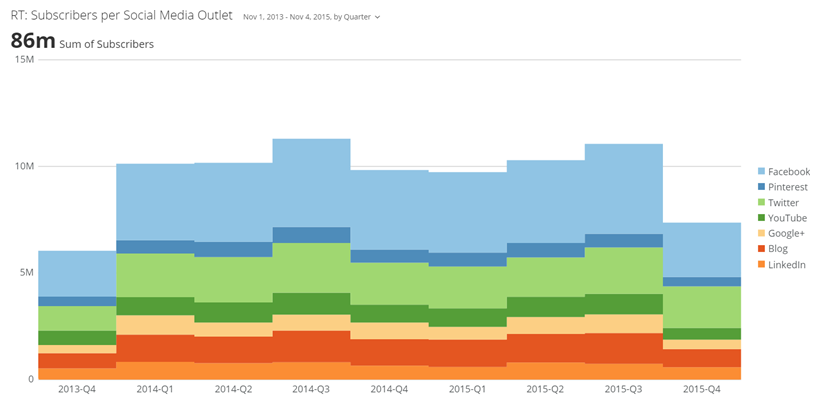 RT: Subscribers per Social Media Outlet Nov 1, 2013 - Nov 4, 2015, by Quarter
86m Sum of Subscribers
15M
10M
5M
0
2013-Q4 2014-Q1 2014-Q2 2014-Q3 2014-Q4 2015-Q1 2015-Q2 2015-Q3 2015-Q4
Facebook
Pinterest
Twitter
YouTube
Google+
Blog
LinkedIn